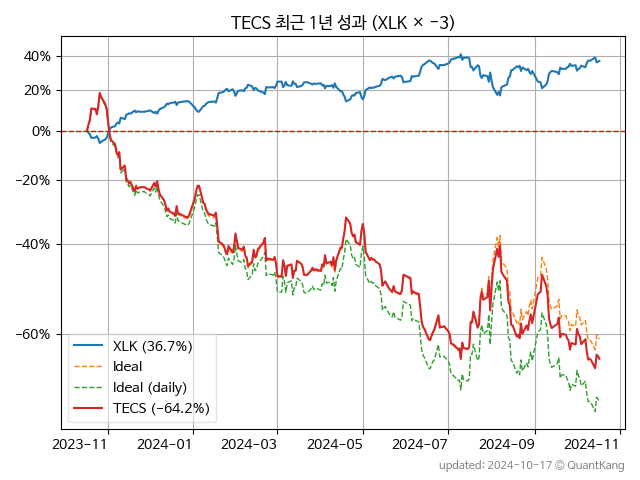 TECS 최근 1년 성과 (XLK × −3)
40%
20%
0%
−20%
−40%
−60%
XLK (36.7%)
Ideal
Ideal (daily)
TECS (−64.2%)
2023−11
2024−01
2024−03
2024−05
2024−07
2024−09
2024−11
updated: 2024-10-17 ⓒ QuantKang